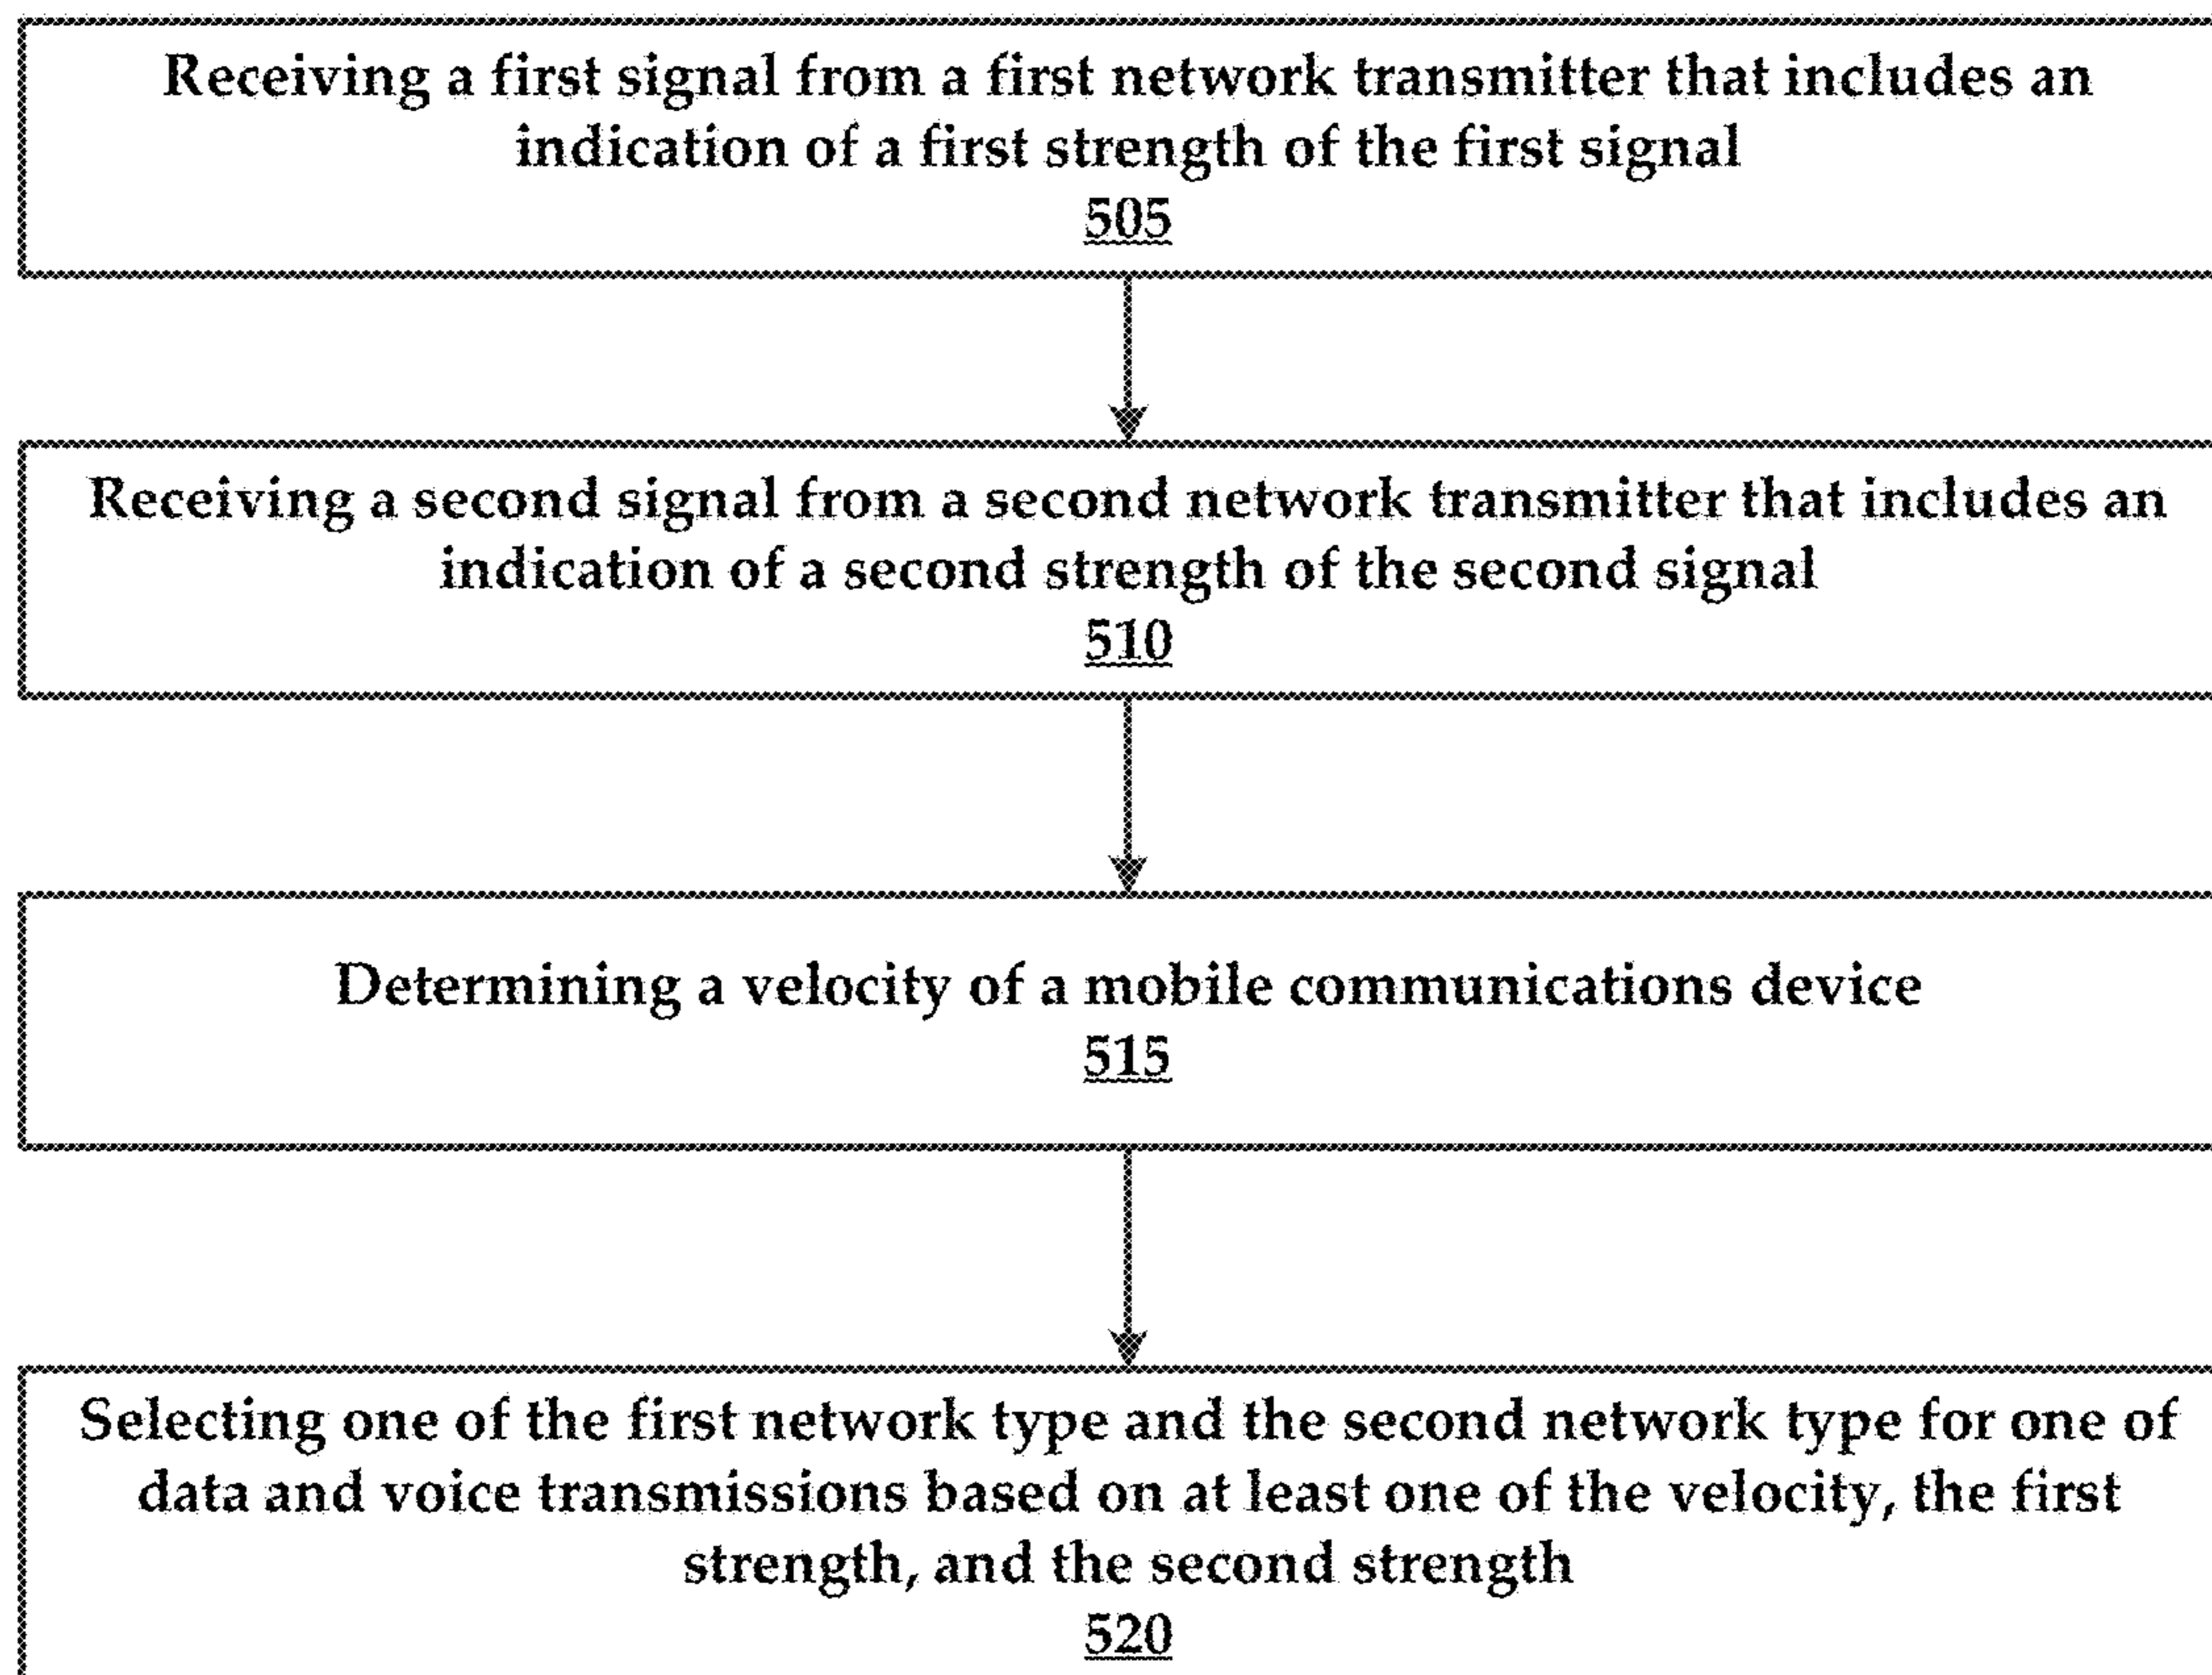 Receiving a first signal from a first network transmitter that includes an
indication of a first strength of the first signal
505
Receiving a second signal from a second network transmitter that includes an
indication of a second strength of the second signal
510
Determining a velocity of a mobile communications device
515
Selecting one of the first network type and the second network type for one of
data and voice transmissions based on at least one of the velocity, the first
strength, and the second strength
520